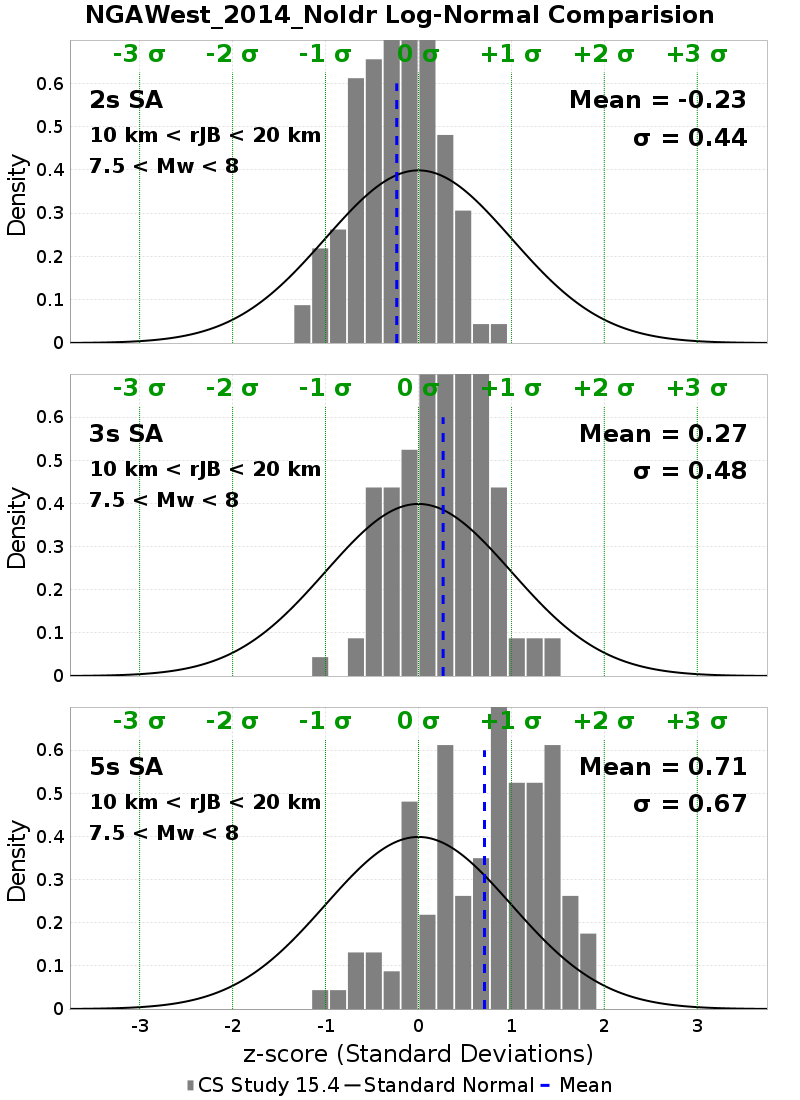 NGAWest_2014_NoIdr Log-Normal Comparision
-3 σ -2 σ -1 σ 0 σ +1 σ +2 σ +3 σ
0.6
2s SA Mean = -0.23
0.5
10 km < rJB < 20 km σ = 0.44
7.5 < Mw < 8
0.4
0.3
0.2
0.1
0
Density
-3 σ -2 σ -1 σ 0 σ +1 σ +2 σ +3 σ
0.6
3s SA Mean = 0.27
0.5
10 km < rJB < 20 km σ = 0.48
7.5 < Mw < 8
0.4
0.3
0.2
0.1
0
Density
-3 σ -2 σ -1 σ 0 σ +1 σ +2 σ +3 σ
0.6
5s SA Mean = 0.71
0.5
10 km < rJB < 20 km σ = 0.67
7.5 < Mw < 8
0.4
0.3
0.2
0.1
0
Density
-3 -2 -1 0 1 2 3
z-score (Standard Deviations)
CS Study 15.4 Standard Normal Mean